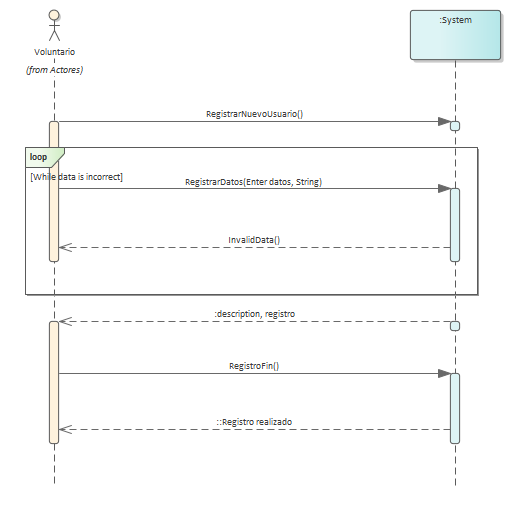 :System
Voluntario
(from Actores)
RegistrarNuevoUsuario()
loop
[While data is incorrect]
RegistrarDatos(Enter datos, String)
InvalidData()
:description, registro
RegistroFin()
::Registro realizado